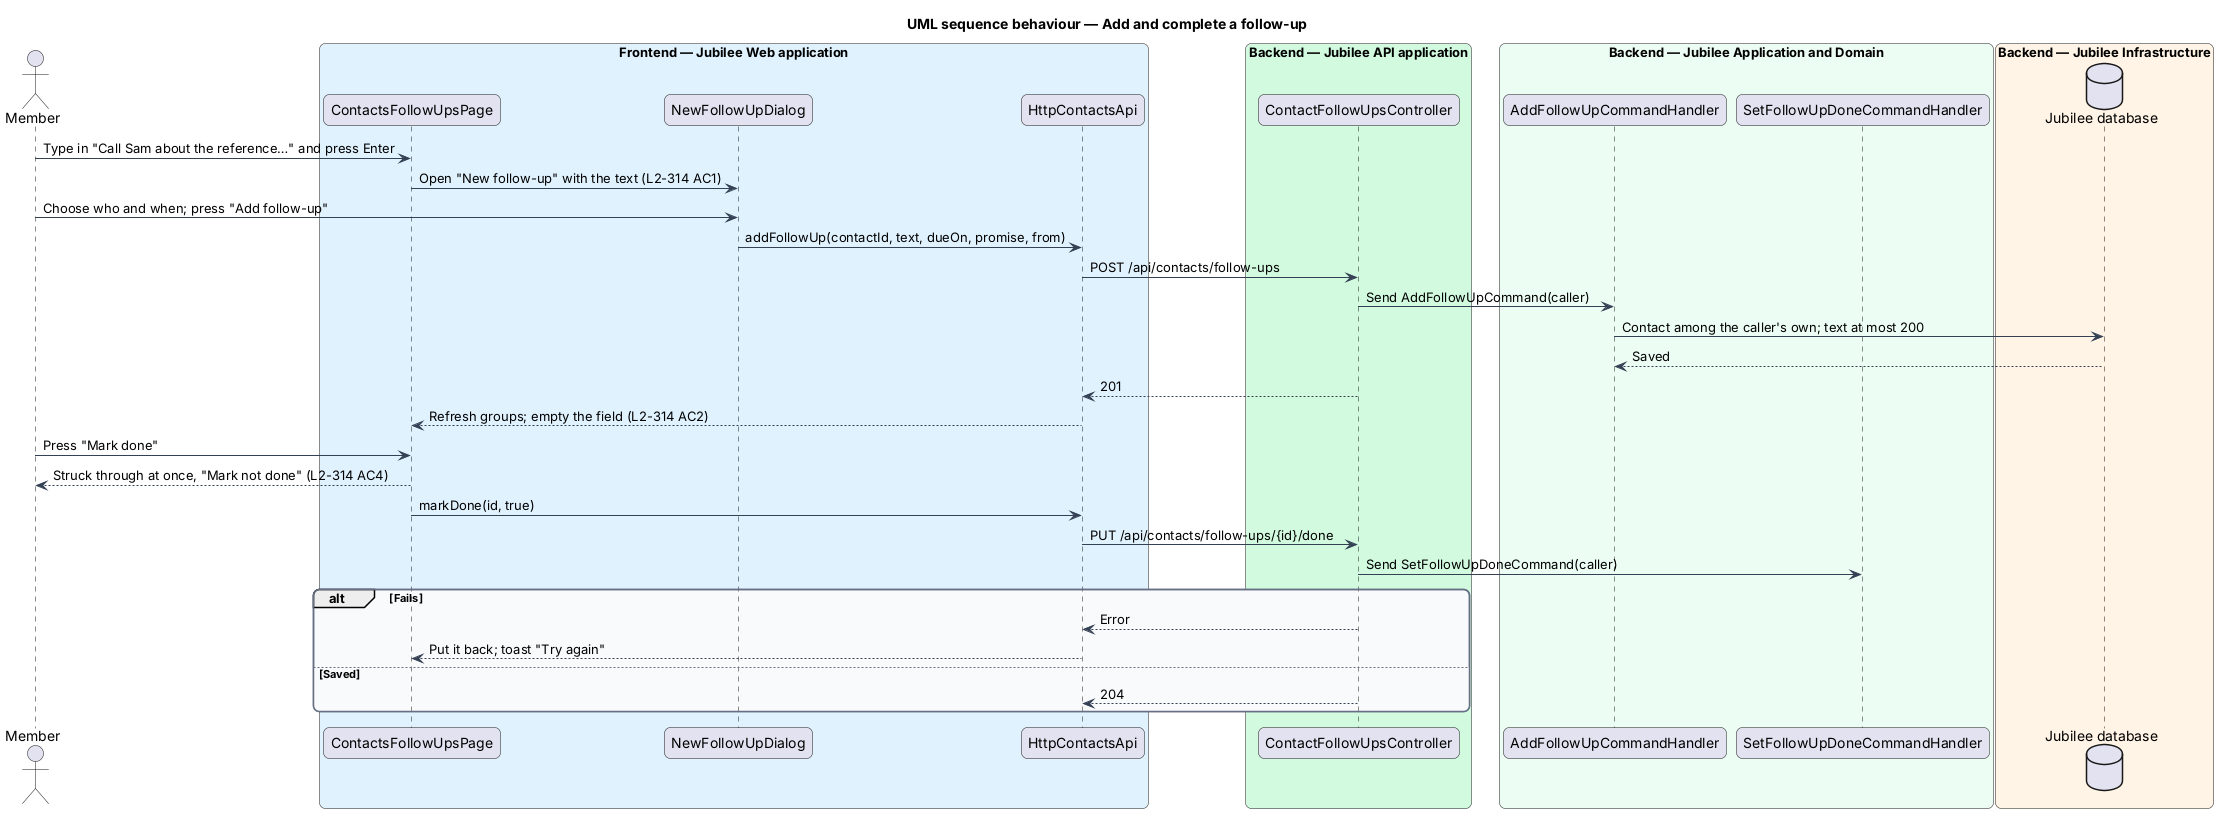 UML sequence behaviour — Add and complete a follow-up
Frontend — Jubilee Web application
Backend — Jubilee API application
Backend — Jubilee Application and Domain
Backend — Jubilee Infrastructure
Member
ContactsFollowUpsPage
NewFollowUpDialog
HttpContactsApi
ContactFollowUpsController
AddFollowUpCommandHandler
SetFollowUpDoneCommandHandler
Jubilee database
Type in "Call Sam about the reference..." and press Enter
Open "New follow-up" with the text (L2-314 AC1)
Choose who and when; press "Add follow-up"
addFollowUp(contactId, text, dueOn, promise, from)
POST /api/contacts/follow-ups
Send AddFollowUpCommand(caller)
Contact among the caller's own; text at most 200
Saved
201
Refresh groups; empty the field (L2-314 AC2)
Press "Mark done"
Struck through at once, "Mark not done" (L2-314 AC4)
markDone(id, true)
PUT /api/contacts/follow-ups/{id}/done
Send SetFollowUpDoneCommand(caller)
alt
[Fails]
Error
Put it back; toast "Try again"
[Saved]
204
Member
ContactsFollowUpsPage
NewFollowUpDialog
HttpContactsApi
ContactFollowUpsController
AddFollowUpCommandHandler
SetFollowUpDoneCommandHandler
Jubilee database